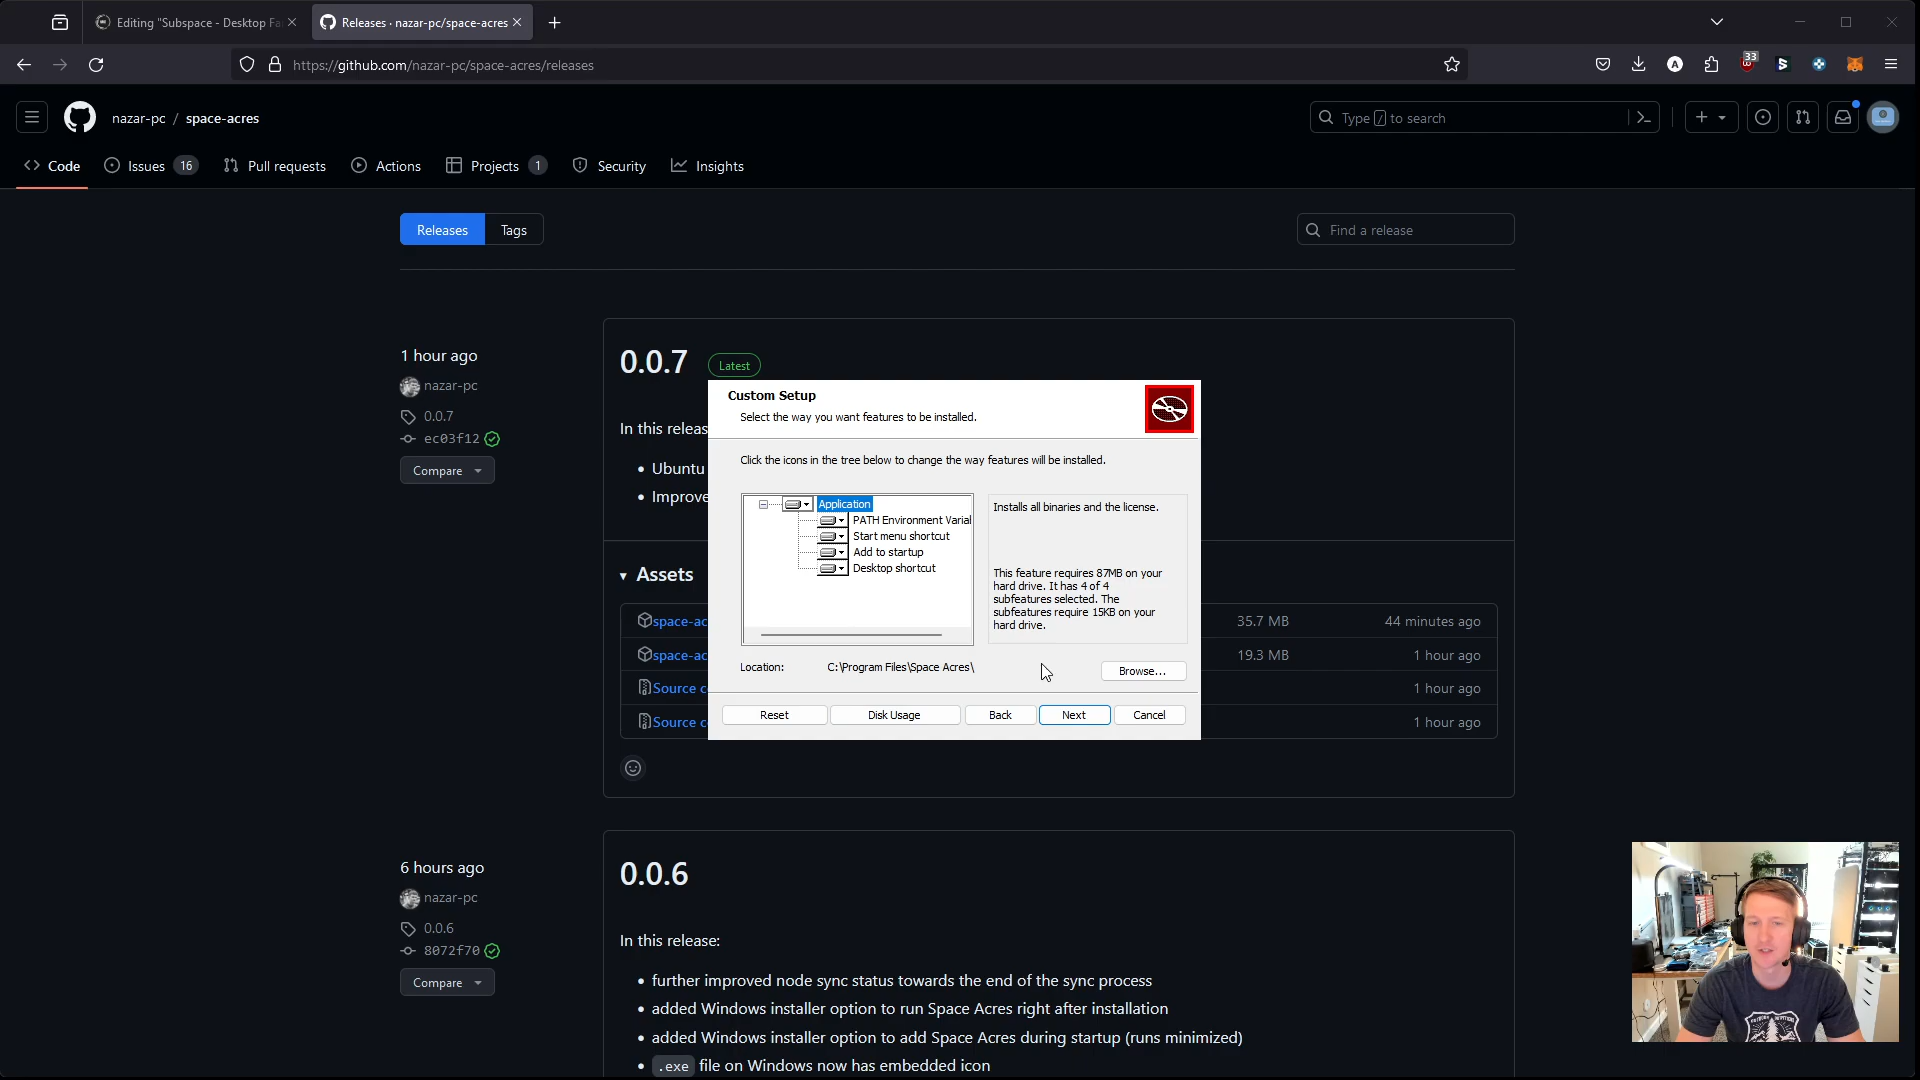 Editing "Subspace - Desktop Fa
Releases · nazar-pc/space-acres
https://github.com/nazar-pc/space-acres/releases
33
nazar-pc / space-acres
Type / to search
Code
Issues 16
Pull requests
Actions
Projects 1
Security
Insights
Releases
Tags
Find a release
1 hour ago
nazar-pc
0.0.7
ec03f12
Compare
0.0.7 Latest
In this releas
Ubuntu
Improve
Assets
space-ac 35.7 MB 44 minutes ago
space-ac 19.3 MB 1 hour ago
Source c 1 hour ago
Source c 1 hour ago
Custom Setup
Select the way you want features to be installed.
Click the icons in the tree below to change the way features will be installed.
Application
PATH Environment Varial
Start menu shortcut
Add to startup
Desktop shortcut
Installs all binaries and the license.
This feature requires 87MB on your
hard drive. It has 4 of 4
subfeatures selected. The
subfeatures require 15KB on your
hard drive.
Location: C:\Program Files\Space Acres\
Browse...
Reset
Disk Usage
Back
Next
Cancel
6 hours ago
nazar-pc
0.0.6
8072f70
Compare
0.0.6
In this release:
further improved node sync status towards the end of the sync process
added Windows installer option to run Space Acres right after installation
added Windows installer option to add Space Acres during startup (runs minimized)
.exe file on Windows now has embedded icon